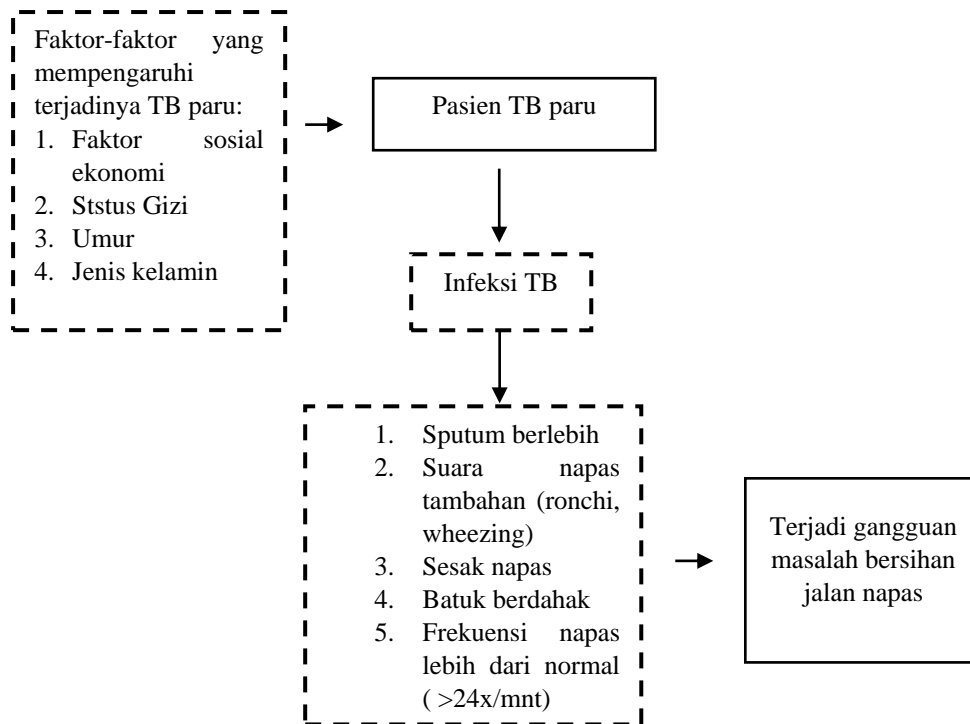 Faktor-faktor yang
mempengaruhi
terjadinya TB paru:
1. Faktor sosial
ekonomi
2. Ststus Gizi
3. Umur
4. Jenis kelamin
Pasien TB paru
Infeksi TB
1. Sputum berlebih
2. Suara napas
tambahan (ronchi,
wheezing)
3. Sesak napas
4. Batuk berdahak
5. Frekuensi napas
lebih dari normal
( >24x/mnt)
Terjadi gangguan
masalah bersihan
jalan napas